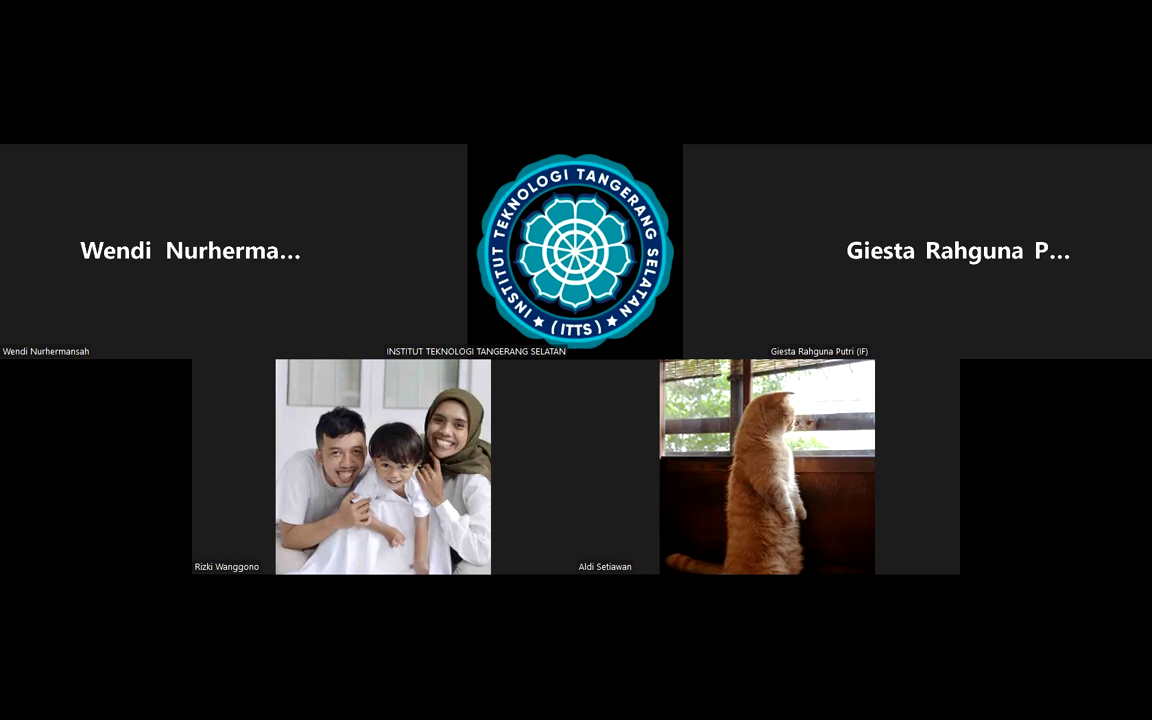 Wendi Nurherma...
INSTITUT TEKNOLOGI TANGERANG SELATAN
★ (ITTS) ★
Giesta Rahguna P...
Wendi Nurhermansah
INSTITUT TEKNOLOGI TANGERANG SELATAN
Giesta Rahguna Putri (IF)
Rizki Wanggono
Aldi Setiawan